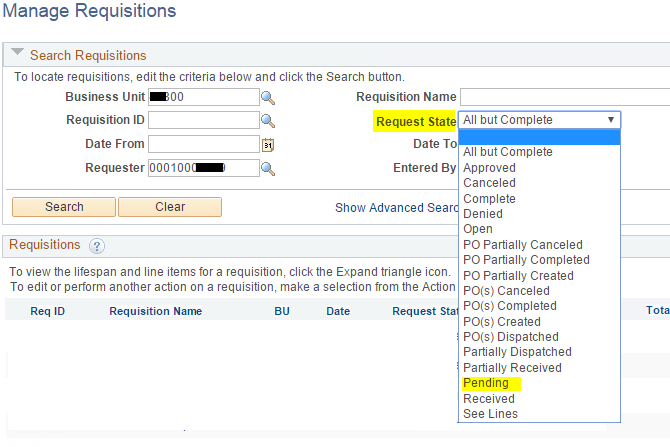 Manage Requisitions
Search Requisitions
To locate requisitions, edit the criteria below and click the Search button.
Business Unit 300 Requisition Name
Requisition ID Request State All but Complete
Date From 31 Date To
Requester 0001000 Entered By
Search Clear Show Advanced Searc
All but Complete
Approved
Canceled
Complete
Denied
Open
PO Partially Canceled
PO Partially Completed
PO Partially Created
PO(s) Canceled
PO(s) Completed
PO(s) Created
PO(s) Dispatched
Partially Dispatched
Partially Received
Pending
Received
See Lines
Requisitions ?
To view the lifespan and line items for a requisition, click the Expand triangle icon.
To edit or perform another action on a requisition, make a selection from the Action
Req ID Requisition Name BU Date Request Stat Tota